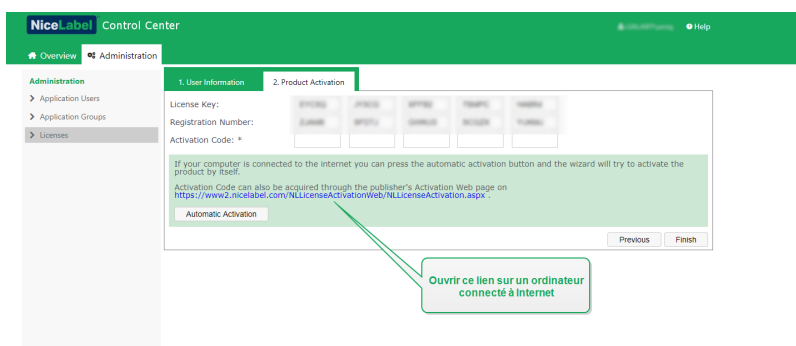 NiceLabel Control Center
Help
Overview Administration
Administration
Application Users
Application Groups
Licenses
1. User Information 2. Product Activation
License Key:
Registration Number:
Activation Code: *
If your computer is connected to the internet you can press the automatic activation button and the wizard will try to activate the
product by itself.
Activation Code can also be acquired through the publisher's Activation Web page on
https://www2.nicelabel.com/NLLicenseActivationWeb/NLLicenseActivation.aspx .
Automatic Activation
Previous Finish
Ouvrir ce lien sur un ordinateur
connecté à Internet